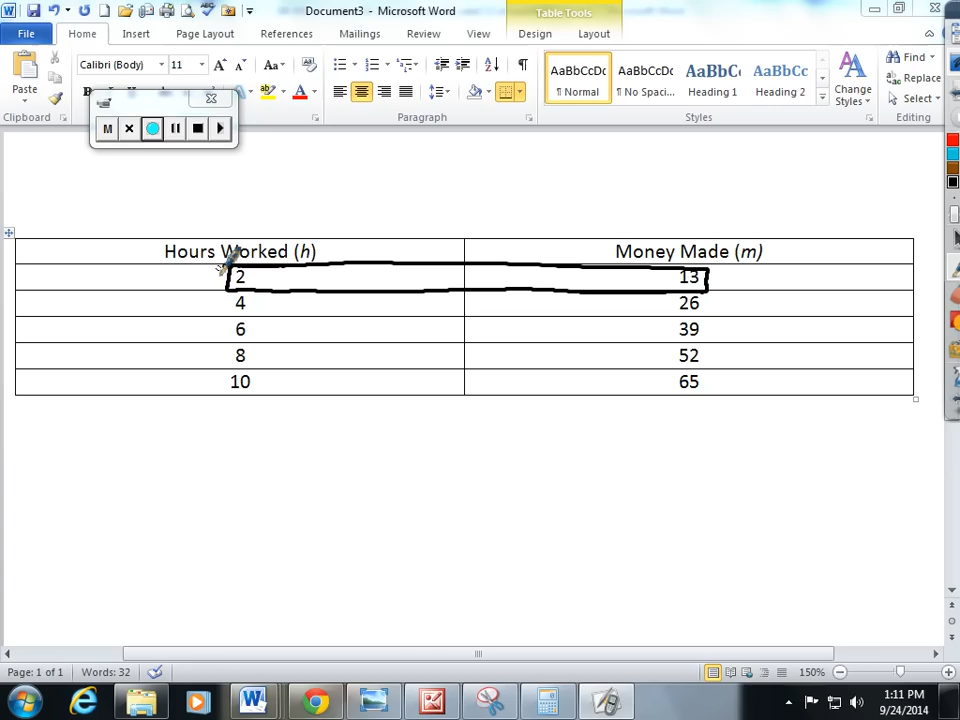 Document3 - Microsoft Word
Table Tools
File Home Insert Page Layout References Mailings Review View Design Layout
Calibri (Body) 11
AaBbCcDc AaBbCcDc AaBbC AaBbCc
¶ Normal ¶ No Spaci... Heading 1 Heading 2
Paste
Change
Styles
Find
Replace
Select
Clipboard Paragraph Styles Editing
M
Hours Worked (h) Money Made (m)
2 13
4 26
6 39
8 52
10 65
Page: 1 of 1 Words: 32 150%
1:11 PM
9/24/2014